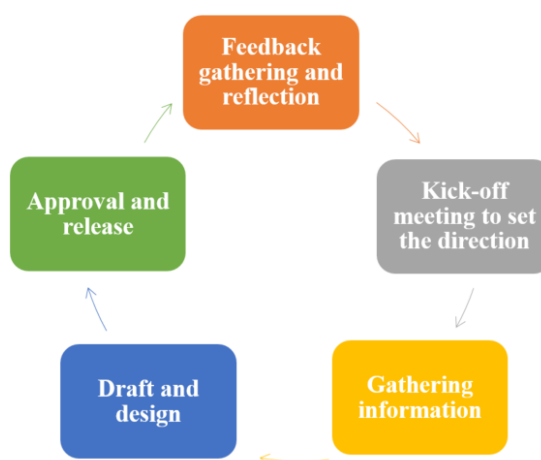 Feedback
gathering and
reflection
Kick-off
meeting to set
the direction
Gathering
information
Draft and
design
Approval and
release